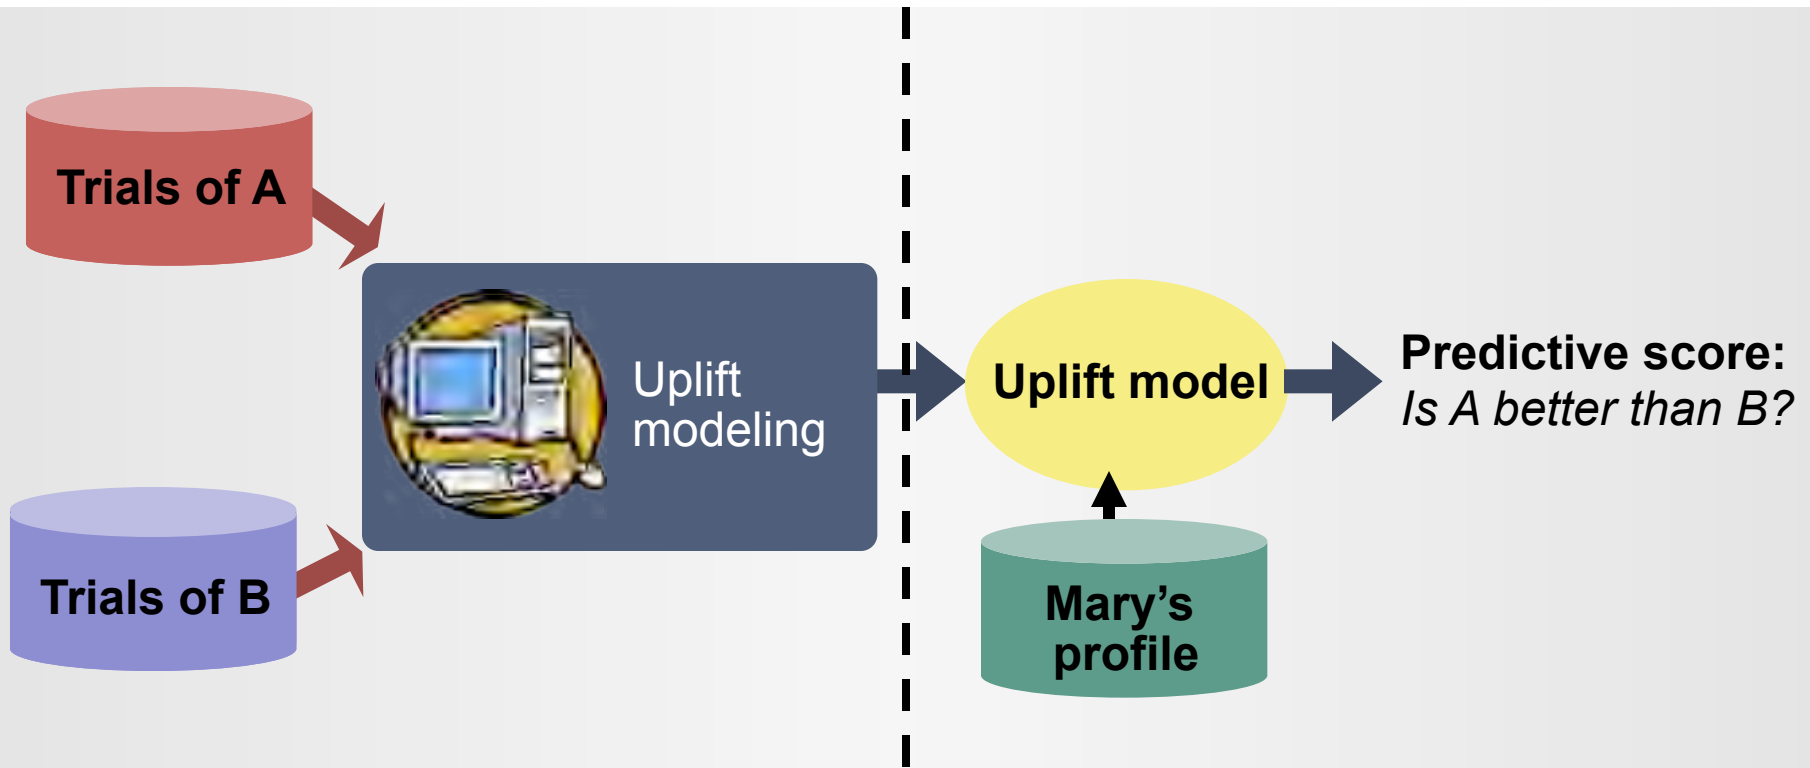 Trials of A
Uplift
modeling
Trials of B
Uplift model
Mary’s
profile
Predictive score:
Is A better than B?